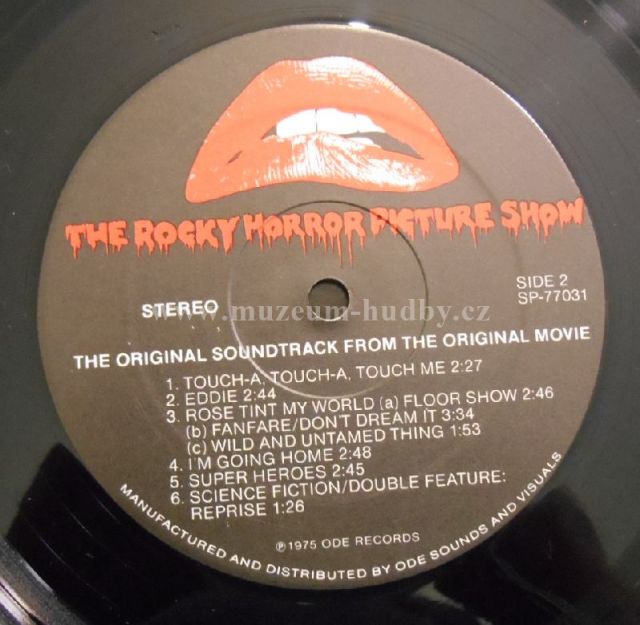 THE ROCKY HORROR PICTURE SHOW
SIDE 2
STEREO
SP-77031
www.muzeum-hudby.cz
THE ORIGINAL SOUNDTRACK FROM THE ORIGINAL MOVIE
1. TOUCH-A, TOUCH-A, TOUCH ME 2:27
2. EDDIE 2:44
3. ROSE TINT MY WORLD (a) FLOOR SHOW 2:46
(b) FANFARE/DON'T DREAM IT 3:34
(c) WILD AND UNTAMED THING 1:53
4. I'M GOING HOME 2:48
5. SUPER HEROES 2:45
6. SCIENCE FICTION/DOUBLE FEATURE:
REPRISE 1:26
℗ 1975 ODE RECORDS
MANUFACTURED AND DISTRIBUTED BY ODE SOUNDS AND VISUALS